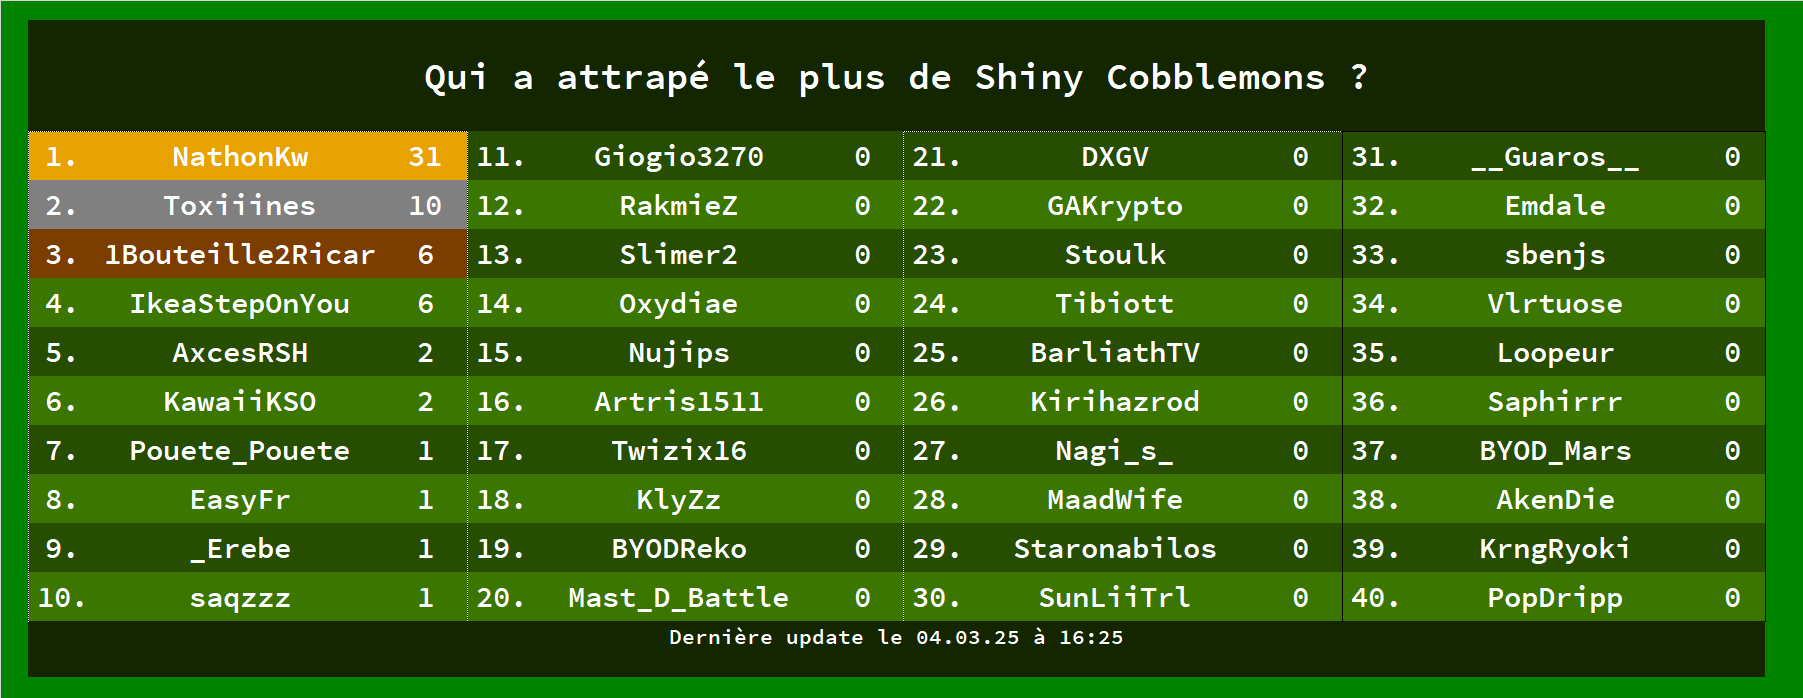 Qui a attrapé le plus de Shiny Cobblemons ?
1. NathonKw 31 11. Giogio3270 0 21. DXGV 0 31. __Guaros__ 0
2. Toxiiines 10 12. RakmieZ 0 22. GAKrypto 0 32. Emdale 0
3. 1Bouteille2Ricar 6 13. Slimer2 0 23. Stoulk 0 33. sbenjs 0
4. IkeaStepOnYou 6 14. Oxydiae 0 24. Tibiott 0 34. Vlrtuose 0
5. AxcesRSH 2 15. Nujips 0 25. BarliathTV 0 35. Loopeur 0
6. KawaiiKSO 2 16. Artris1511 0 26. Kirihazrod 0 36. Saphirrr 0
7. Pouete_Pouete 1 17. Twizix16 0 27. Nagi_s_ 0 37. BYOD_Mars 0
8. EasyFr 1 18. KlyZz 0 28. MaadWife 0 38. AkenDie 0
9. _Erebe 1 19. BYODReko 0 29. Staronabilos 0 39. KrngRyoki 0
10. saqzzz 1 20. Mast_D_Battle 0 30. SunLiiTrl 0 40. PopDripp 0
Dernière update le 04.03.25 à 16:25